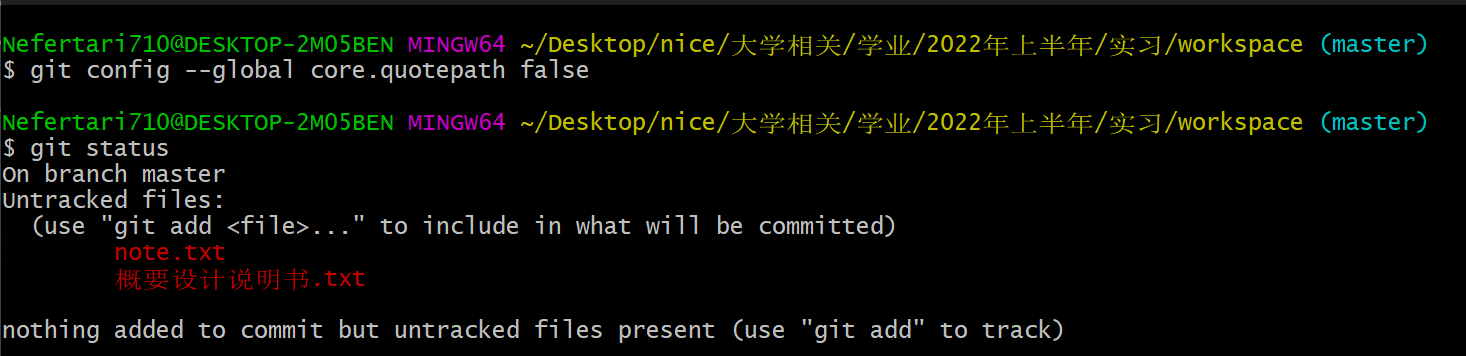 Nefertari710@DESKTOP-2M05BEN MINGW64 ~/Desktop/nice/大学相关/学业/2022年上半年/实习/workspace (master)
$ git config --global core.quotepath false
Nefertari710@DESKTOP-2M05BEN MINGW64 ~/Desktop/nice/大学相关/学业/2022年上半年/实习/workspace (master)
$ git status
On branch master
Untracked files:
  (use "git add <file>..." to include in what will be committed)
        note.txt
        概要设计说明书.txt
nothing added to commit but untracked files present (use "git add" to track)